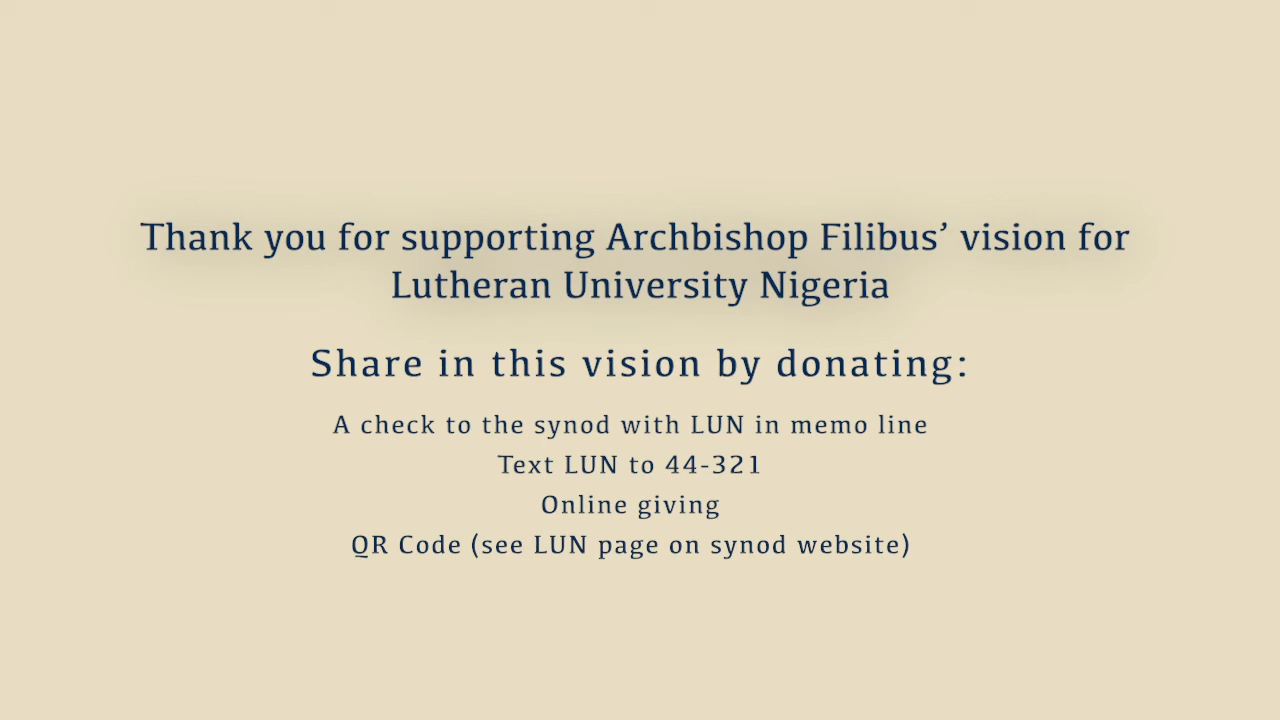 Thank you for supporting Archbishop Filibus’ vision for
Lutheran University Nigeria
Share in this vision by donating:
A check to the synod with LUN in memo line
Text LUN to 44-321
Online giving
QR Code (see LUN page on synod website)